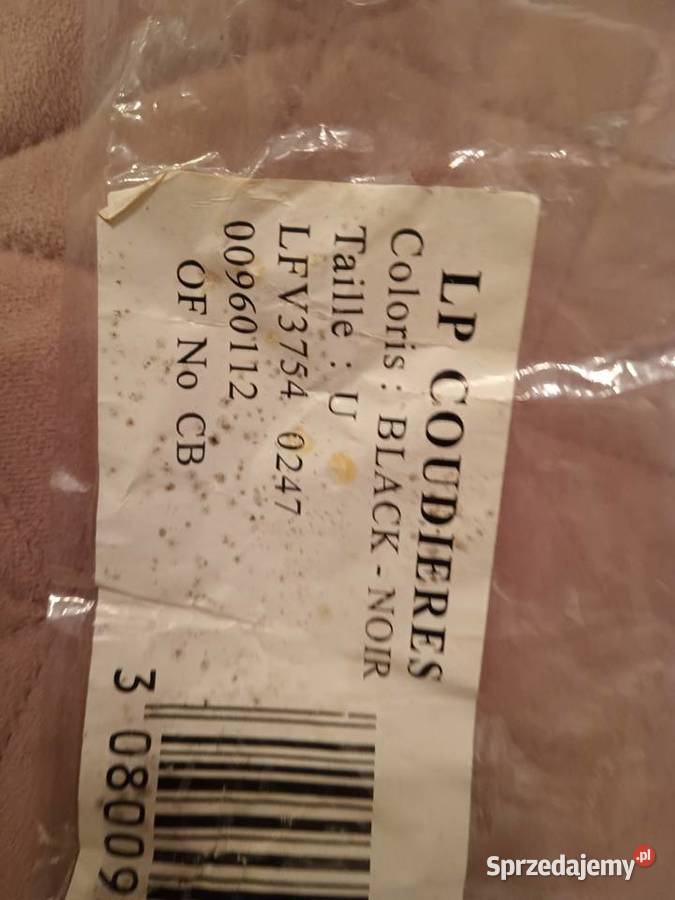 LP COUDIERES
Coloris : BLACK - NOIR
Taille : U
LFV3754 0247
00960112
OF No CB
3 08009
Sprzedajemy.pl